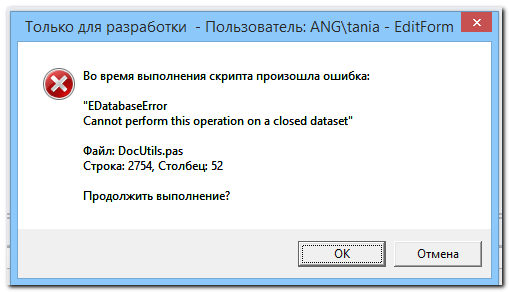 Только для разработки - Пользователь: ANG\tania - EditForm
Во время выполнения скрипта произошла ошибка:
"EDatabaseError
Cannot perform this operation on a closed dataset"
Файл: DocUtils.pas
Строка: 2754, Столбец: 52
Продолжить выполнение?
OK Отмена